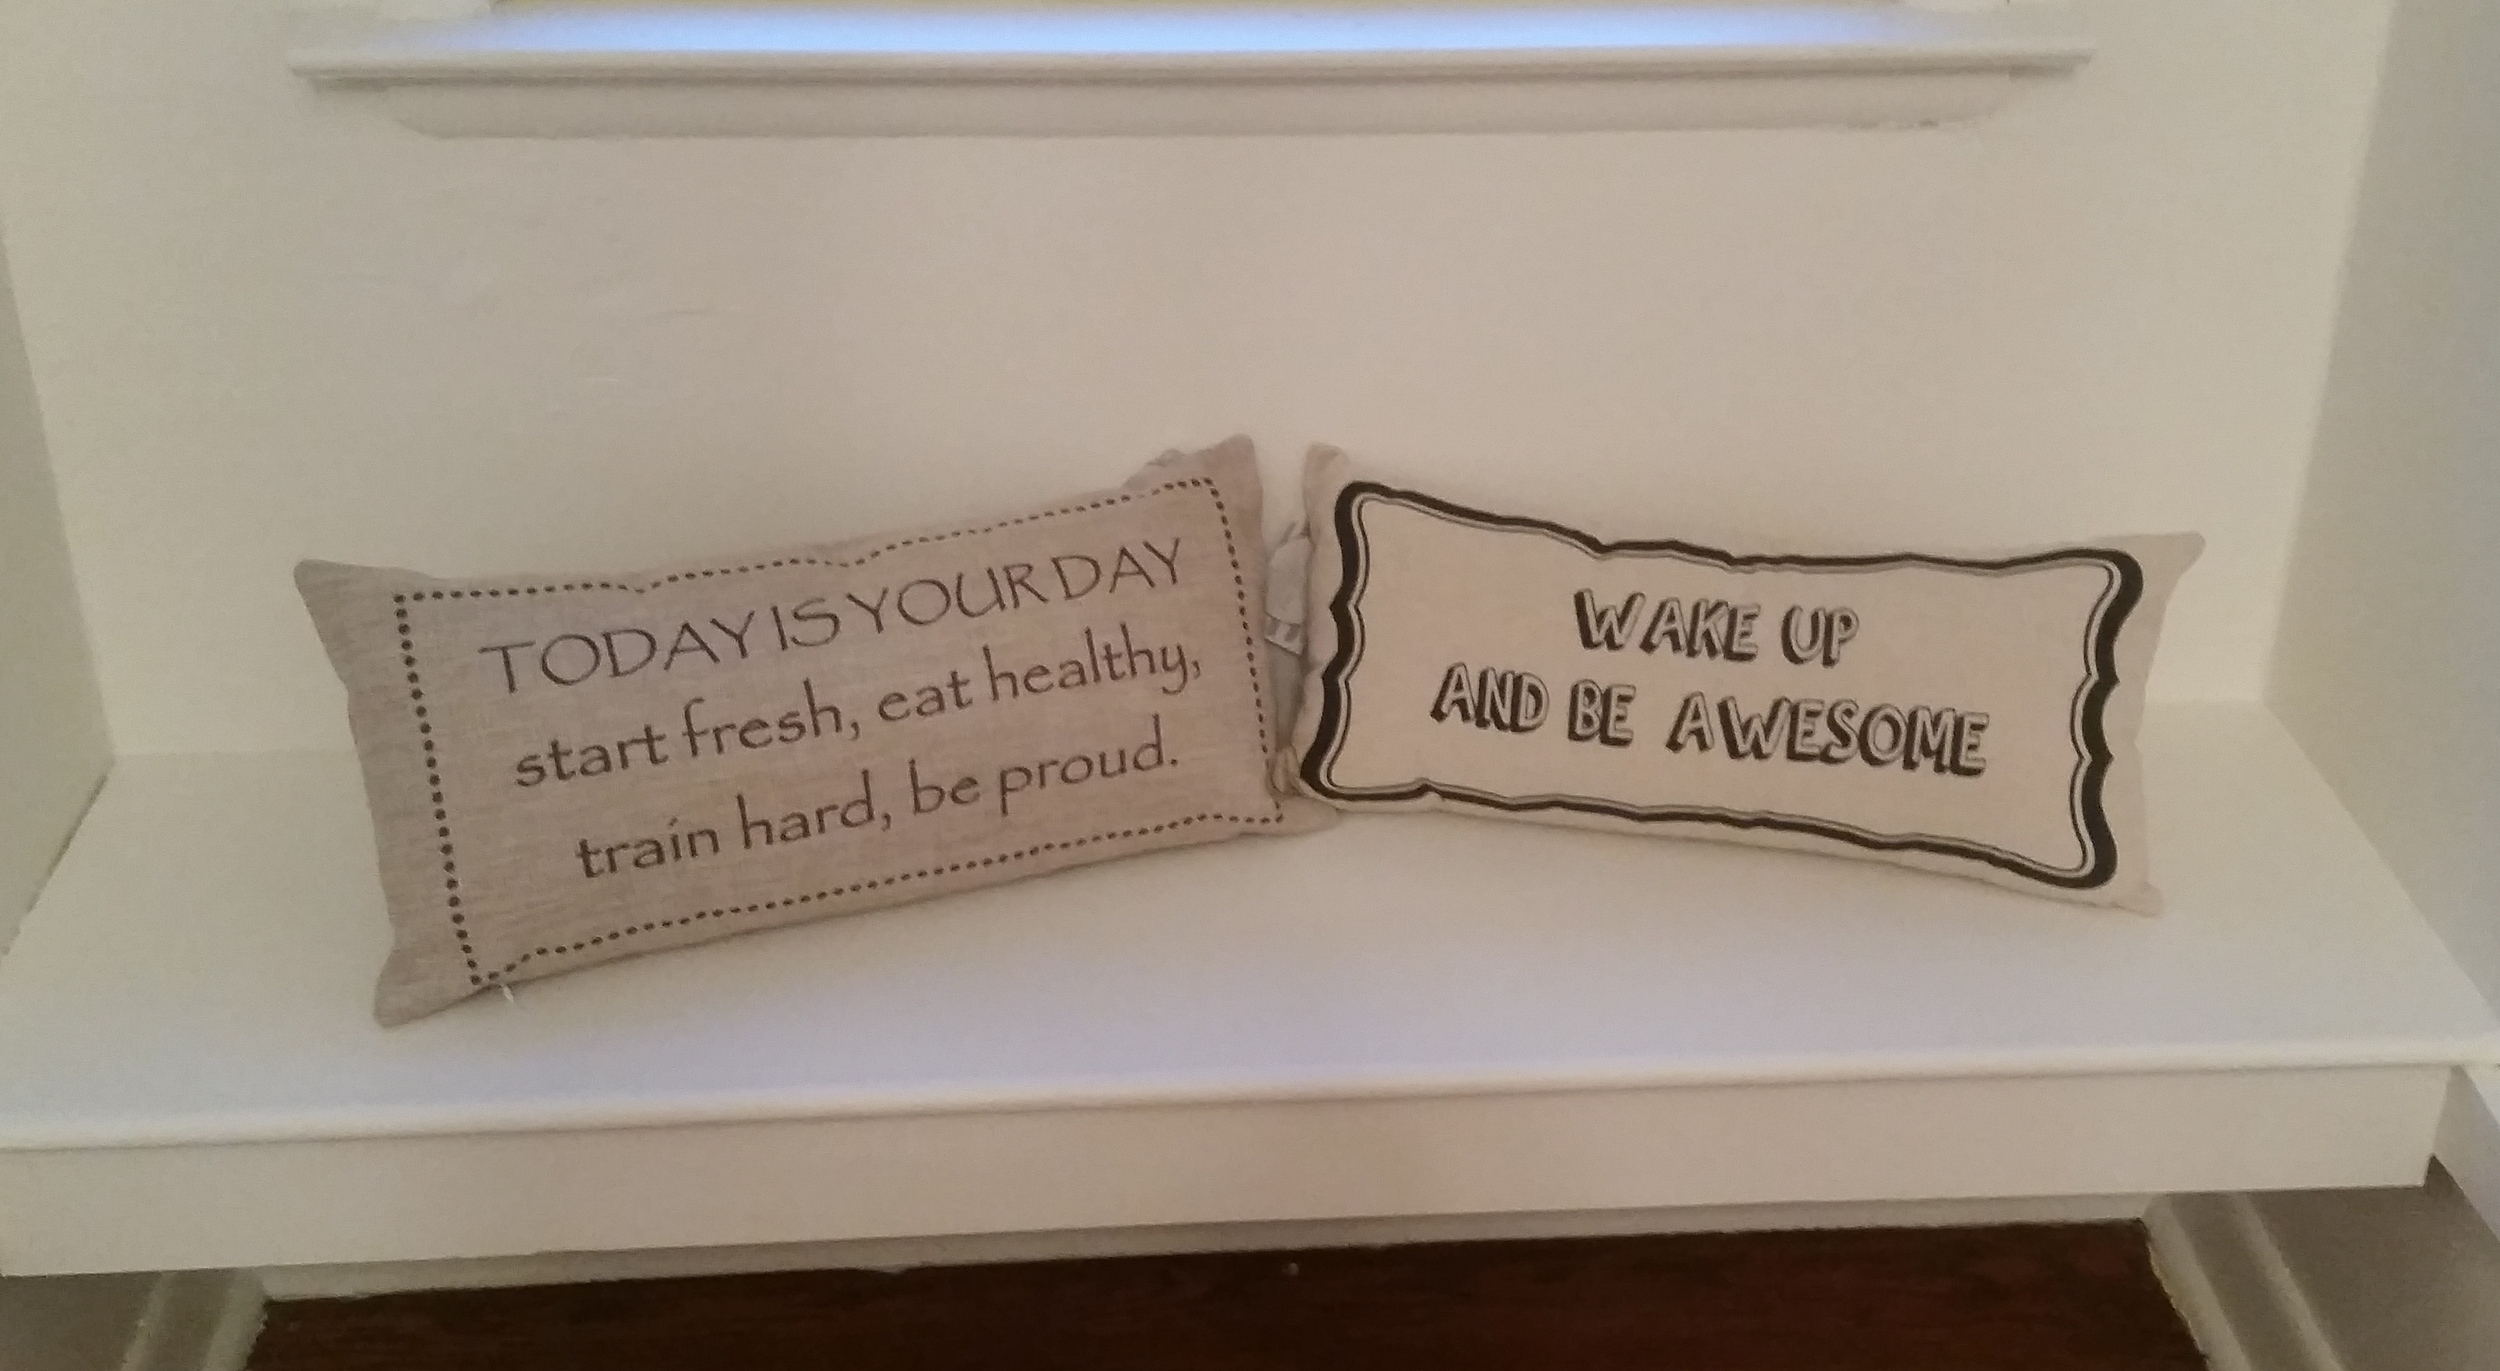 TODAY IS YOUR DAY
start fresh, eat healthy,
train hard, be proud.
WAKE UP
AND BE AWESOME